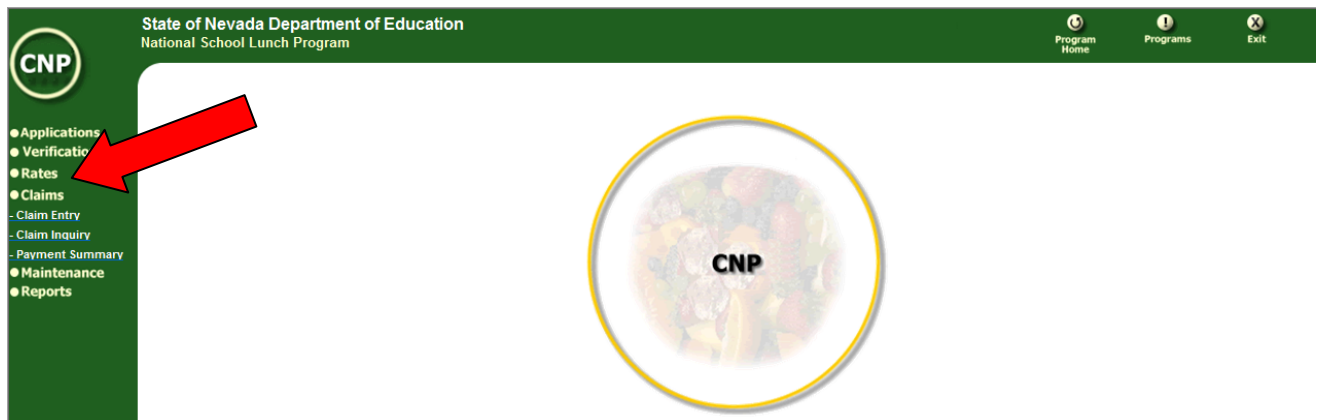 State of Nevada Department of Education
National School Lunch Program
Program
Home
Programs
Exit
CNP
Applications
Rates
Claims
- Claim Entry
- Claim Inquiry
- Payment Summary
Maintenance
Reports
CNP